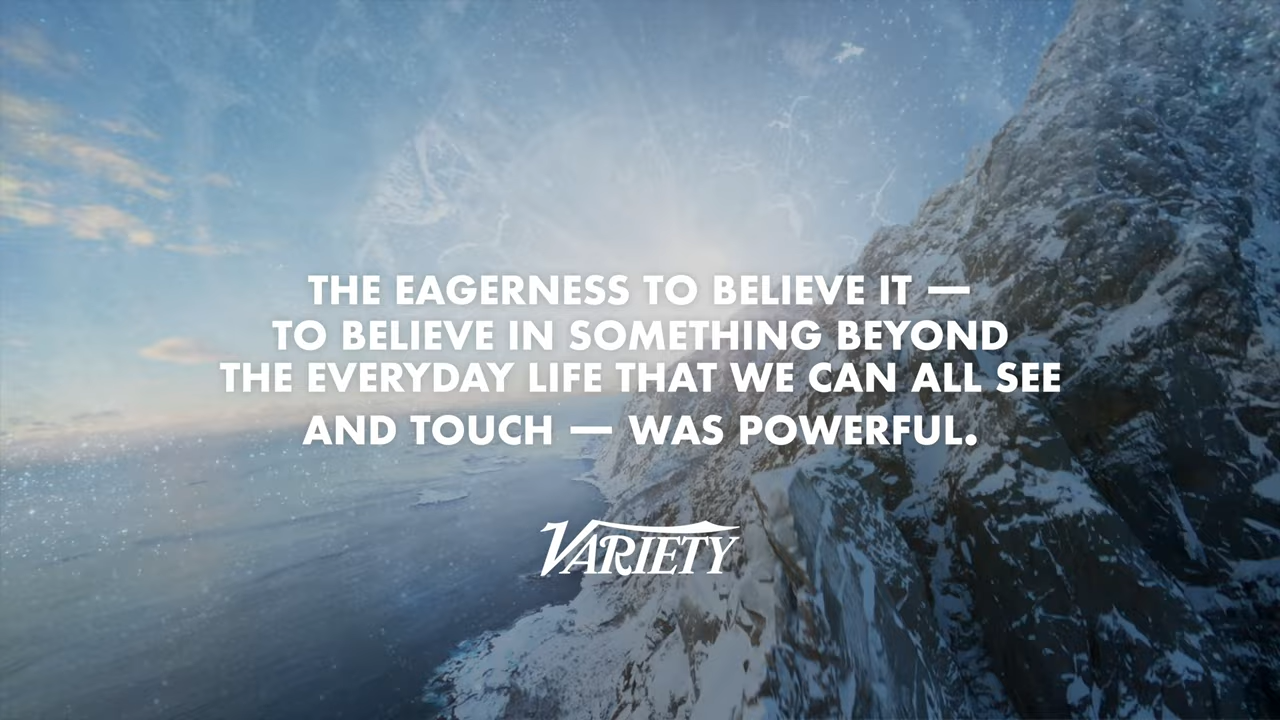 THE EAGERNESS TO BELIEVE IT —
TO BELIEVE IN SOMETHING BEYOND
THE EVERYDAY LIFE THAT WE CAN ALL SEE
AND TOUCH — WAS POWERFUL.
VARIETY